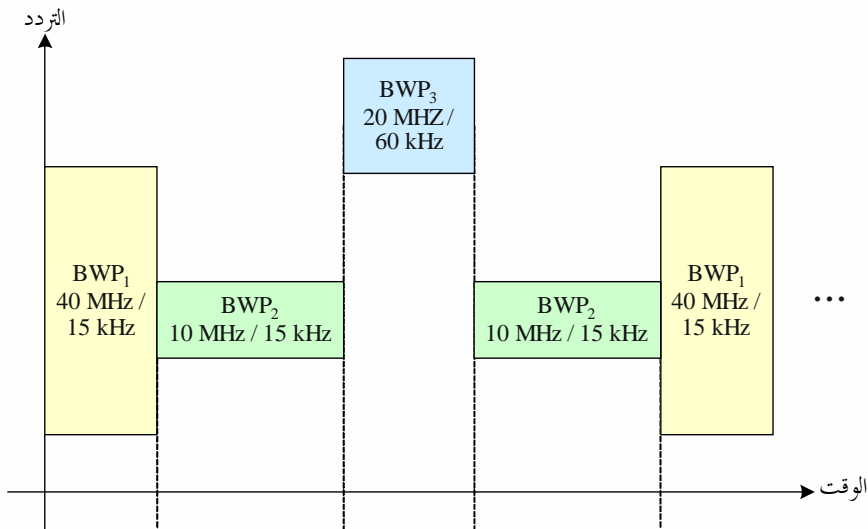 التردد
BWP₃
20 MHZ /
60 kHz
BWP₁
40 MHz /
15 kHz
BWP₂
10 MHz / 15 kHz
BWP₂
10 MHz / 15 kHz
BWP₁
40 MHz /
15 kHz
...
الوقت